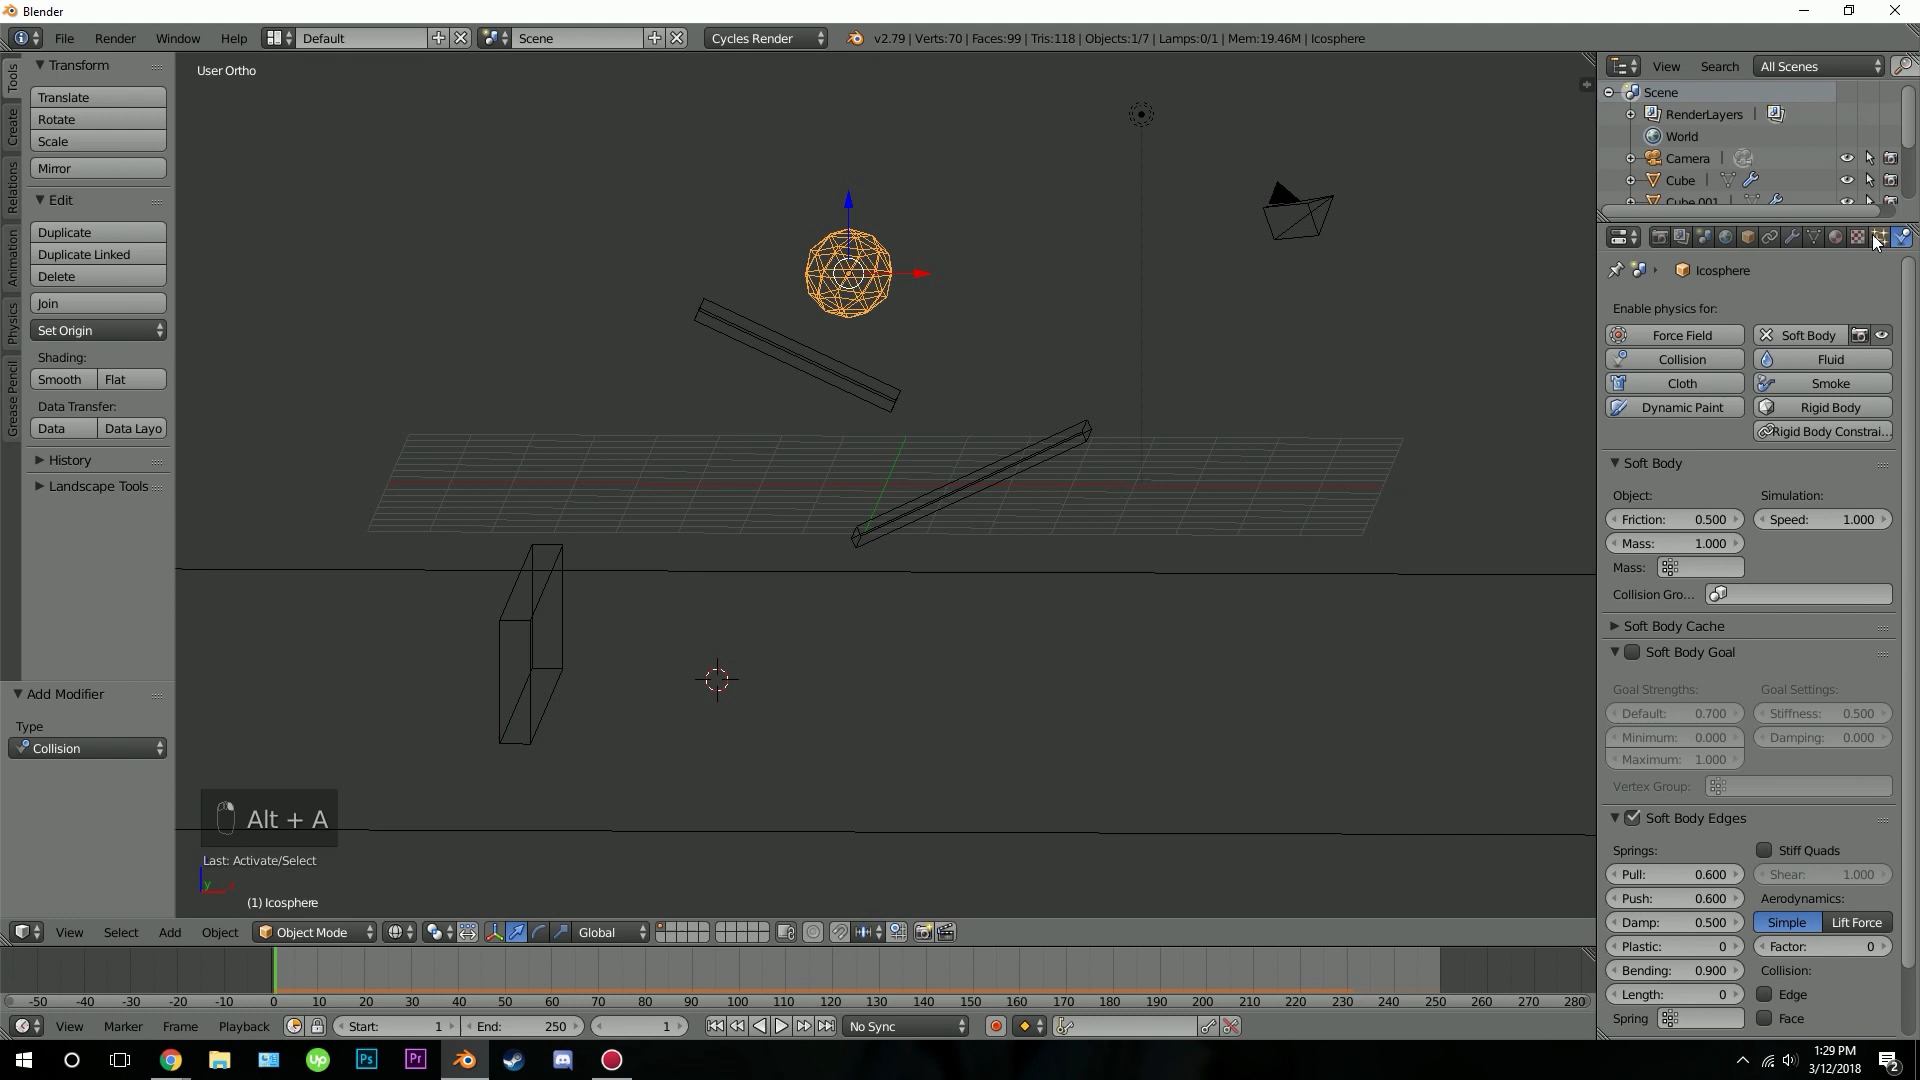 Blender
File Render Window Help Default Scene Cycles Render v2.79 | Verts:70 | Faces:99 | Tris:118 | Objects:1/7 | Lamps:0/1 | Mem:19.46M | Icosphere
Tools
Create
Relations
Animation
Physics
Grease Pencil
Transform
Translate
Rotate
Scale
Mirror
Edit
Duplicate
Duplicate Linked
Delete
Join
Set Origin
Shading:
Smooth Flat
Data Transfer:
Data Data Layo
History
Landscape Tools
Add Modifier
Type
Collision
User Ortho
Alt + A
Last: Activate/Select
y x
(1) Icosphere
View Select Add Object Object Mode Global
-50 -40 -30 -20 -10 0 10 20 30 40 50 60 70 80 90 100 110 120 130 140 150 160 170 180 190 200 210 220 230 240 250 260 270 280
View Marker Frame Playback Start: 1 End: 250 1 No Sync
View Search All Scenes
Scene
RenderLayers |
World
Camera |
Cube
Cube.001
Icosphere
Enable physics for:
Force Field Soft Body
Collision Fluid
Cloth Smoke
Dynamic Paint Rigid Body
Rigid Body Constrai...
Soft Body
Object: Simulation:
Friction: 0.500 Speed: 1.000
Mass: 1.000
Mass:
Collision Gro...
Soft Body Cache
Soft Body Goal
Goal Strengths: Goal Settings:
Default: 0.700 Stiffness: 0.500
Minimum: 0.000 Damping: 0.000
Maximum: 1.000
Vertex Group:
Soft Body Edges
Springs: Stiff Quads
Pull: 0.600 Shear: 1.000
Push: 0.600 Aerodynamics:
Damp: 0.500 Simple Lift Force
Plastic: 0 Factor: 0
Bending: 0.900 Collision:
Length: 0 Edge
Spring Face
Up Ps Pr
1:29 PM
3/12/2018
2